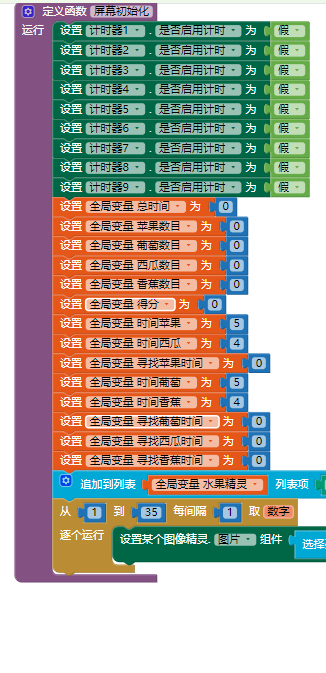 定义函数 屏幕初始化
运行 设置 计时器1 . 是否启用计时 为 假
设置 计时器2 . 是否启用计时 为 假
设置 计时器3 . 是否启用计时 为 假
设置 计时器4 . 是否启用计时 为 假
设置 计时器5 . 是否启用计时 为 假
设置 计时器6 . 是否启用计时 为 假
设置 计时器7 . 是否启用计时 为 假
设置 计时器8 . 是否启用计时 为 假
设置 计时器9 . 是否启用计时 为 假
设置 全局变量 总时间 为 0
设置 全局变量 苹果数目 为 0
设置 全局变量 葡萄数目 为 0
设置 全局变量 西瓜数目 为 0
设置 全局变量 香蕉数目 为 0
设置 全局变量 得分 为 0
设置 全局变量 时间苹果 为 5
设置 全局变量 时间西瓜 为 4
设置 全局变量 寻找苹果时间 为 0
设置 全局变量 时间葡萄 为 5
设置 全局变量 时间香蕉 为 4
设置 全局变量 寻找葡萄时间 为 0
设置 全局变量 寻找西瓜时间 为 0
设置 全局变量 寻找香蕉时间 为 0
追加到列表 全局变量 水果精灵 列表项
从 1 到 35 每间隔 1 取 数字
逐个运行 设置某个图像精灵. 图片 组件 选择